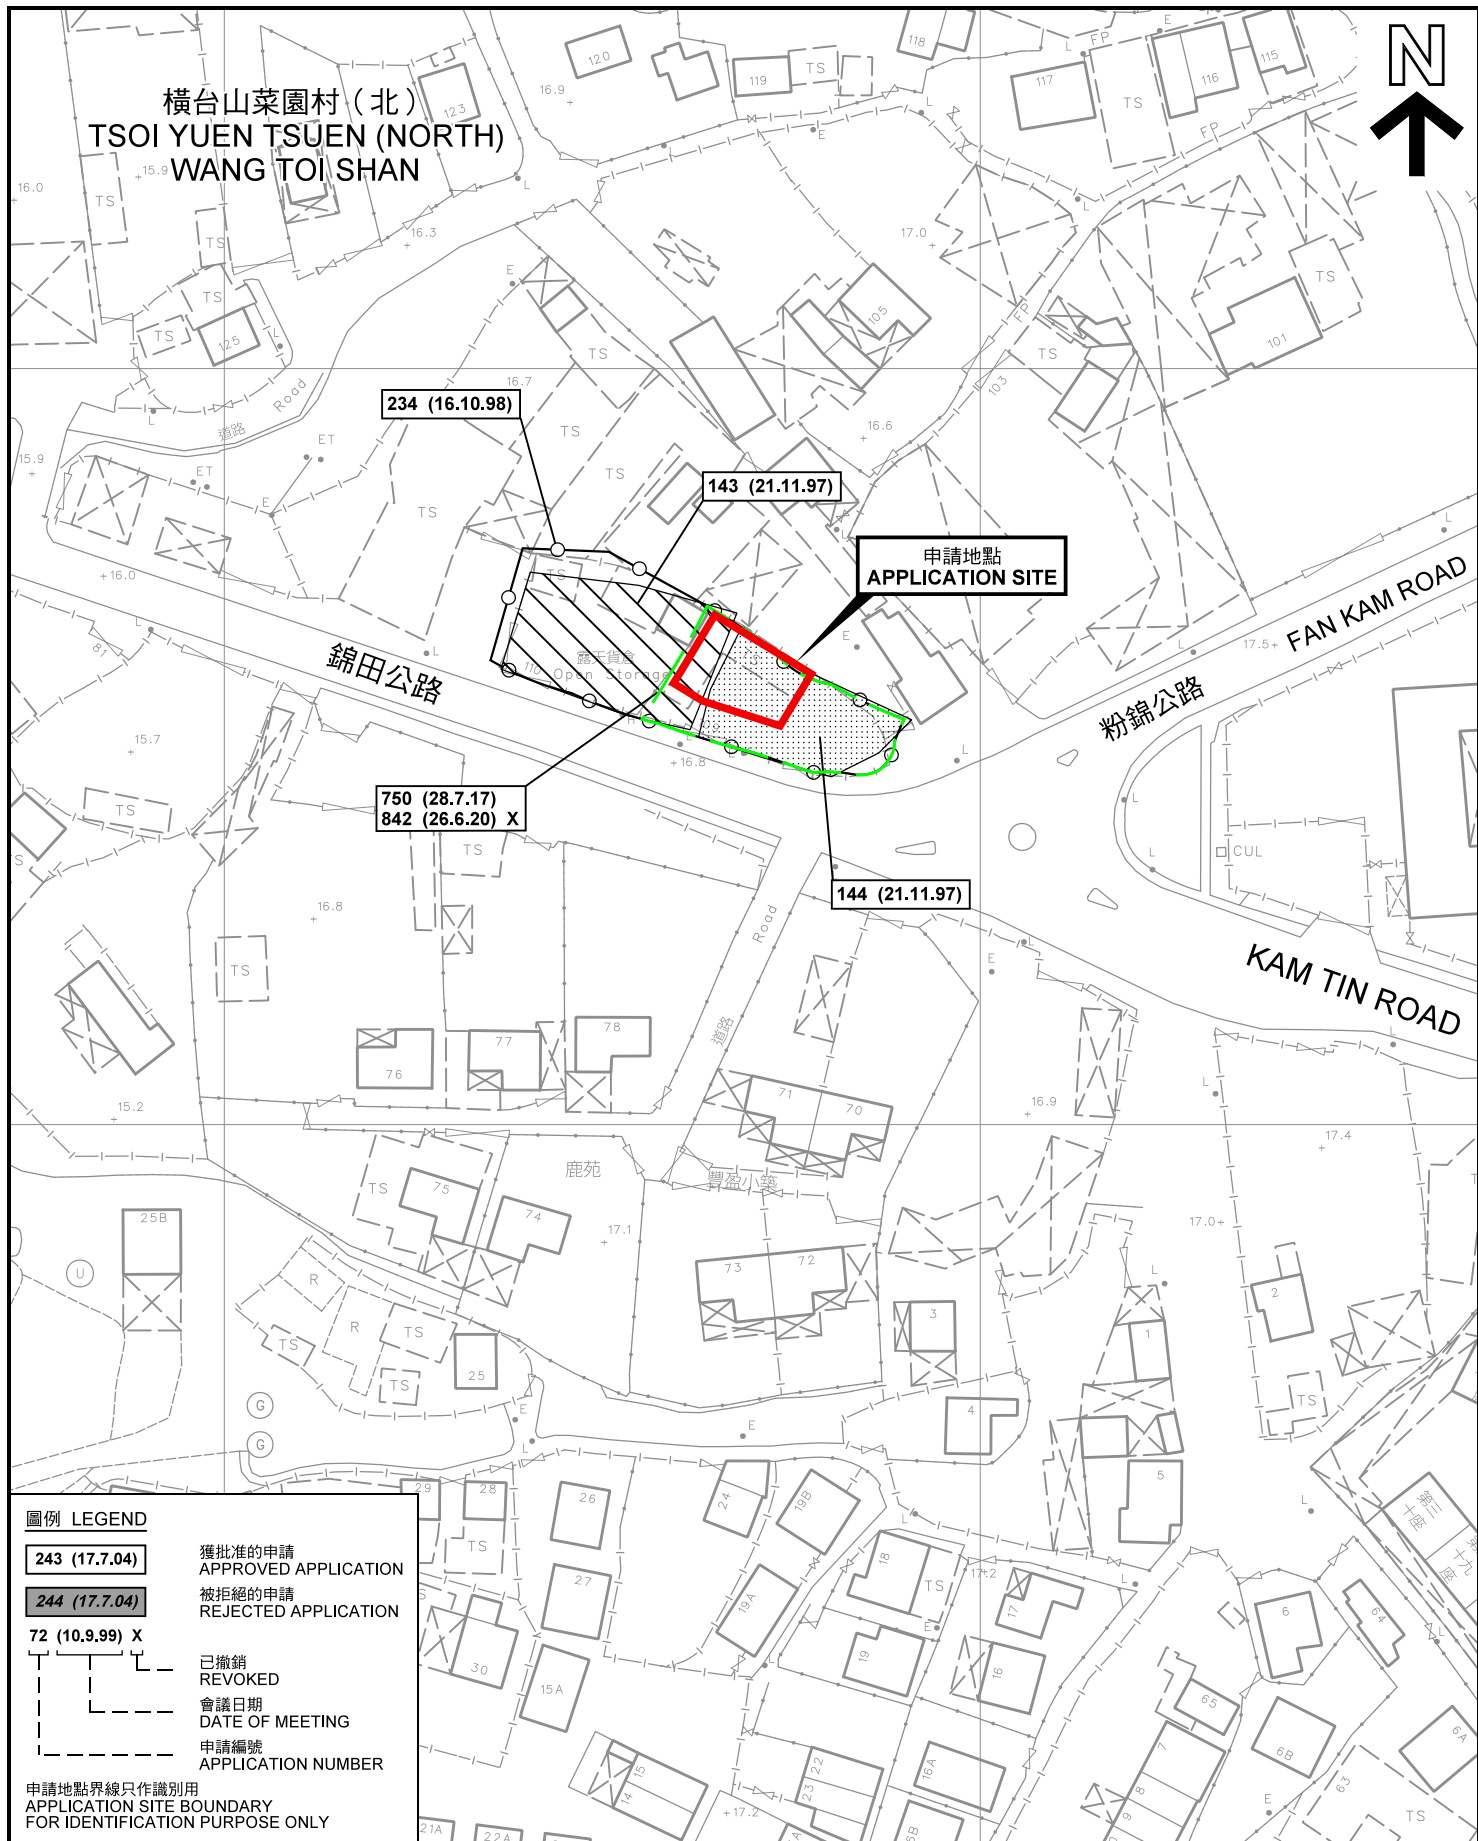 橫台山菜園村（北）
TSOI YUEN TSUEN (NORTH)
WANG TOI SHAN
N
120
118
119
TS
117
116
115
TS
FP
FP
FP
E
L
123
16.9
15.9
16.0
TS
TS
TS
TS
125
16.3
17.0
TS
101
103
105
TS
道路
Road
16.7
234 (16.10.98)
TS
TS
TS
TS
16.6
15.9
ET
ET
143 (21.11.97)
申請地點
APPLICATION SITE
16.0
TS
81
露天貨倉
Open Storage
110
錦田公路
FAN KAM ROAD
17.5
粉錦公路
15.7
16.8
750 (28.7.17)
842 (26.6.20) X
TS
TS
CUL
144 (21.11.97)
16.8
TS
Road
道路
KAM TIN ROAD
76
77
78
71
70
15.2
16.9
17.4
鹿苑
豐盈小築
TS
75
74
17.1
25B
U
73
72
17.0
R
R
TS
TS
TS
25
3
1
2
TS
G
G
4
5
29
28
TS
26
24
19B
27
19A
18
TS
17.2
17
30
15A
19
16
6
64
65
6B
6A
63
TS
15
14
22
23
16A
7
8
9
17.2
21A
22A
圖例 LEGEND
243 (17.7.04)
獲批准的申請
APPROVED APPLICATION
244 (17.7.04)
被拒絕的申請
REJECTED APPLICATION
72 (10.9.99) X
已撤銷
REVOKED
會議日期
DATE OF MEETING
申請編號
APPLICATION NUMBER
申請地點界線只作識別用
APPLICATION SITE BOUNDARY
FOR IDENTIFICATION PURPOSE ONLY